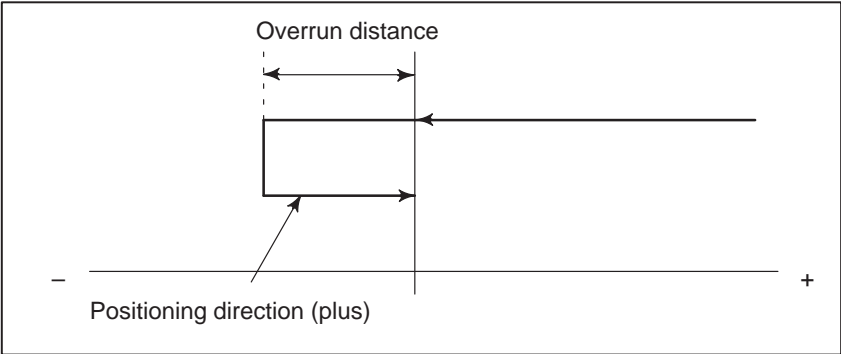 Overrun distance
– +
Positioning direction (plus)